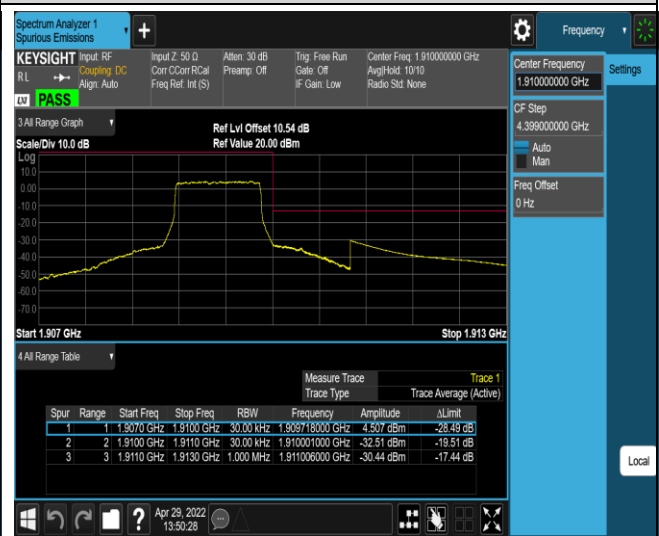 Spectrum Analyzer 1
Spurious Emissions
Frequency
KEYSIGHT Input: RF Input Z: 50 Ω Atten: 30 dB Trig: Free Run Center Freq: 1.910000000 GHz
R L Coupling: DC Corr CCorr RCal Preamp: Off Gate: Off Avg|Hold: 10/10
Align: Auto Freq Ref: Int (S) IF Gain: Low Radio Std: None
LXI PASS
Center Frequency
1.910000000 GHz
Settings
CF Step
4.399000000 GHz
Auto
Man
Freq Offset
0 Hz
3 All Range Graph
Ref Lvl Offset 10.54 dB
Scale/Div 10.0 dB Ref Value 20.00 dBm
Log
10.0
0.00
-10.0
-20.0
-30.0
-40.0
-50.0
-60.0
-70.0
Start 1.907 GHz Stop 1.913 GHz
4 All Range Table
Measure Trace Trace 1
Trace Type Trace Average (Active)
Spur Range Start Freq Stop Freq RBW Frequency Amplitude ΔLimit
1 1 1.9070 GHz 1.9100 GHz 30.00 kHz 1.909718000 GHz 4.507 dBm -28.49 dB
2 2 1.9100 GHz 1.9110 GHz 30.00 kHz 1.910001000 GHz -32.51 dBm -19.51 dB
3 3 1.9110 GHz 1.9130 GHz 1.000 MHz 1.911006000 GHz -30.44 dBm -17.44 dB
Local
Apr 29, 2022
13:50:28